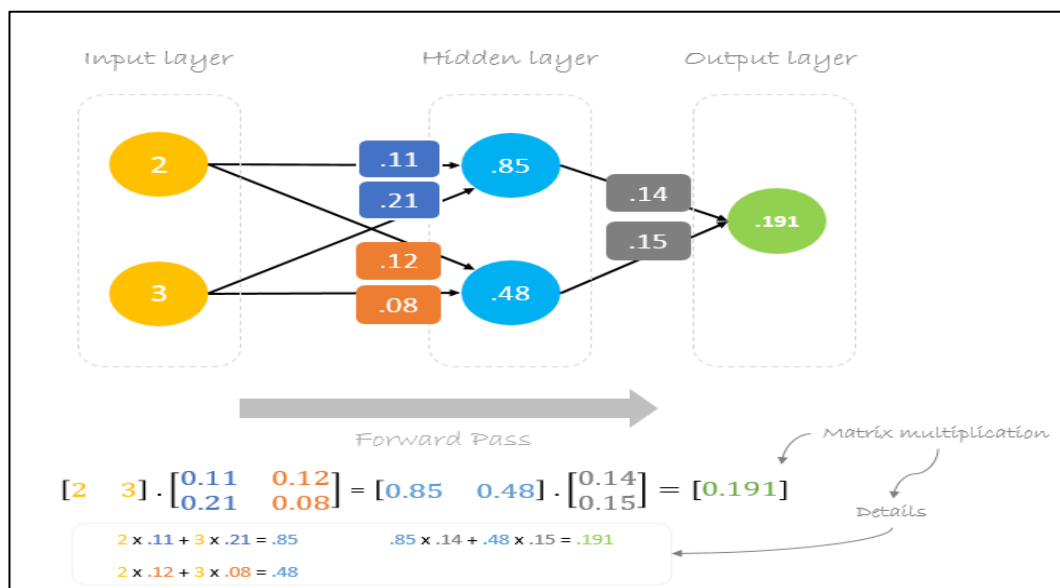 Input layer
Hidden layer
Output layer
2
.11
.85
.21
.14
.191
.15
.12
3
.08
.48
Forward Pass
Matrix multiplication
[2 3] . [0.11 0.12
0.21 0.08] = [0.85 0.48] . [0.14
0.15] = [0.191]
Details
2 x .11 + 3 x .21 = .85
.85 x .14 + .48 x .15 = .191
2 x .12 + 3 x .08 = .48